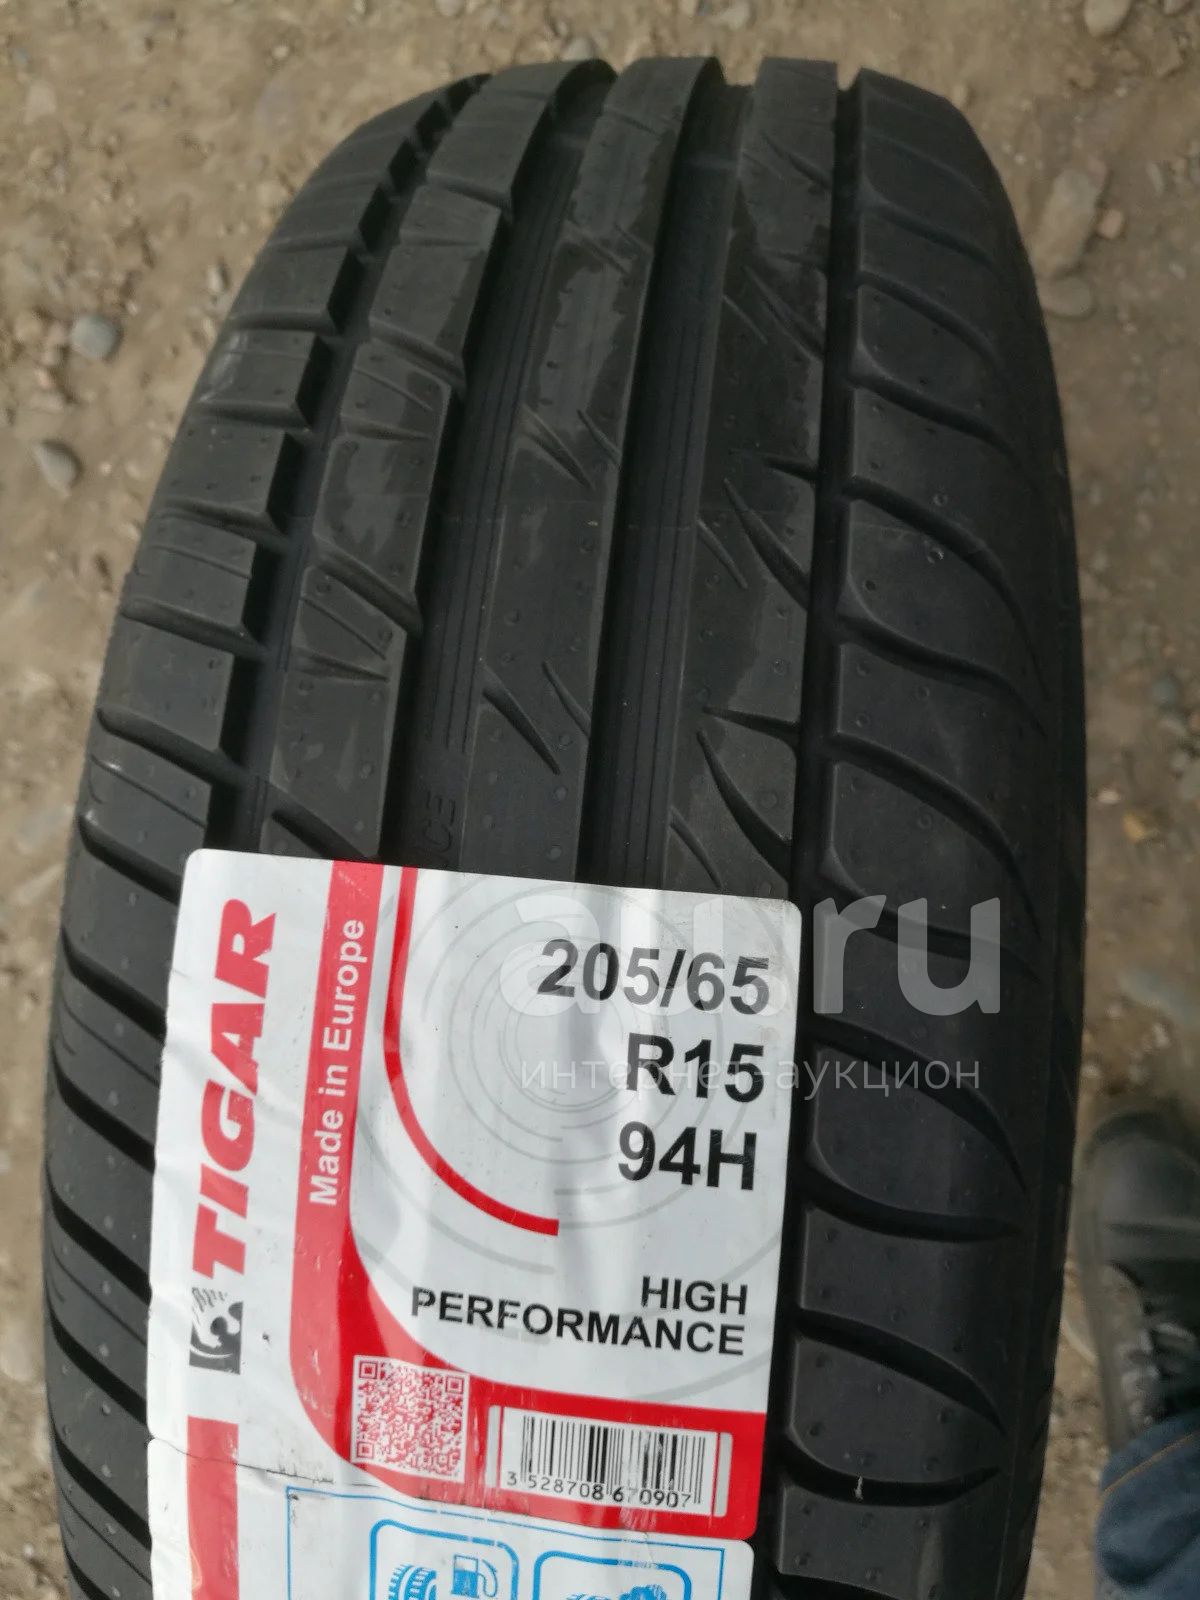 TIGAR
Made in Europe
205/65
R15
94H
HIGH
PERFORMANCE
3 528708 670907
au.ru
интернет-аукцион